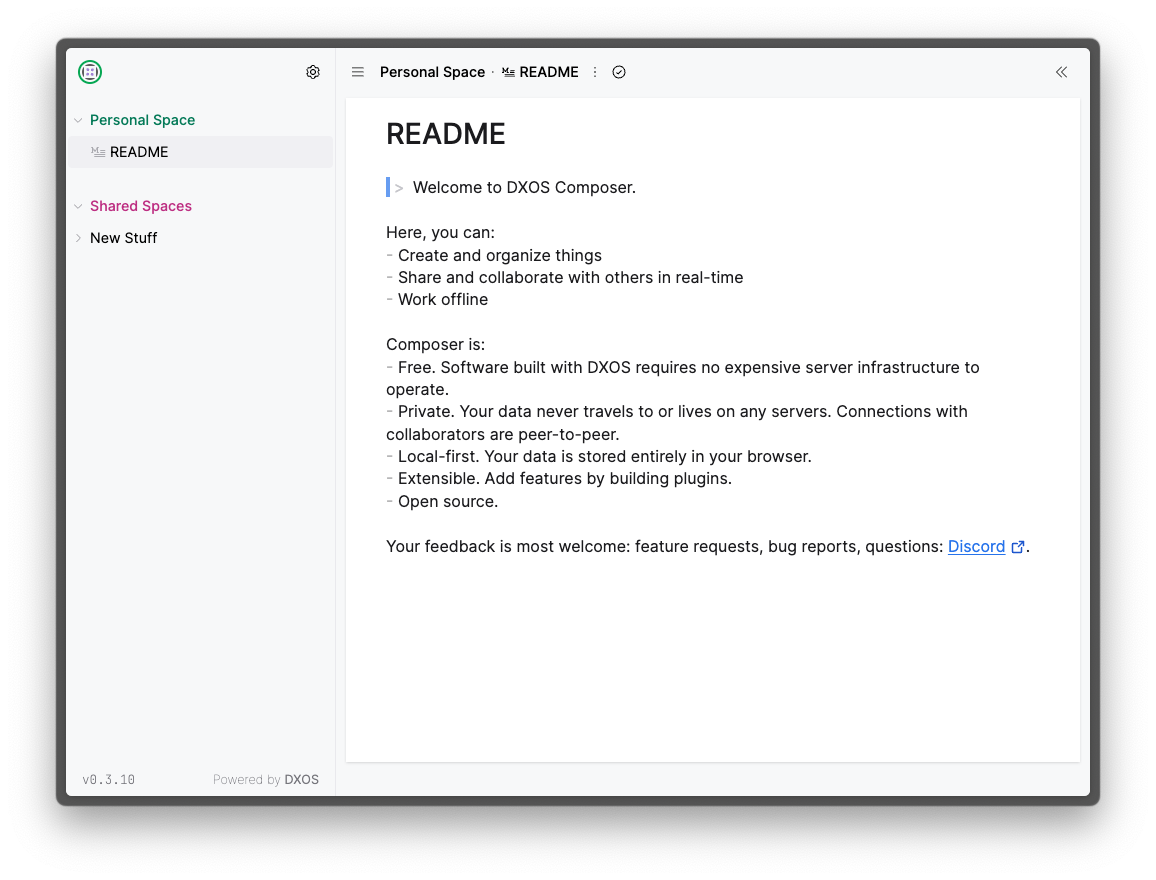 Personal Space
README
Shared Spaces
New Stuff
v0.3.10
Powered by DXOS
Personal Space · M README
README
> Welcome to DXOS Composer.
Here, you can:
- Create and organize things
- Share and collaborate with others in real-time
- Work offline
Composer is:
- Free. Software built with DXOS requires no expensive server infrastructure to
operate.
- Private. Your data never travels to or lives on any servers. Connections with
collaborators are peer-to-peer.
- Local-first. Your data is stored entirely in your browser.
- Extensible. Add features by building plugins.
- Open source.
Your feedback is most welcome: feature requests, bug reports, questions: Discord.